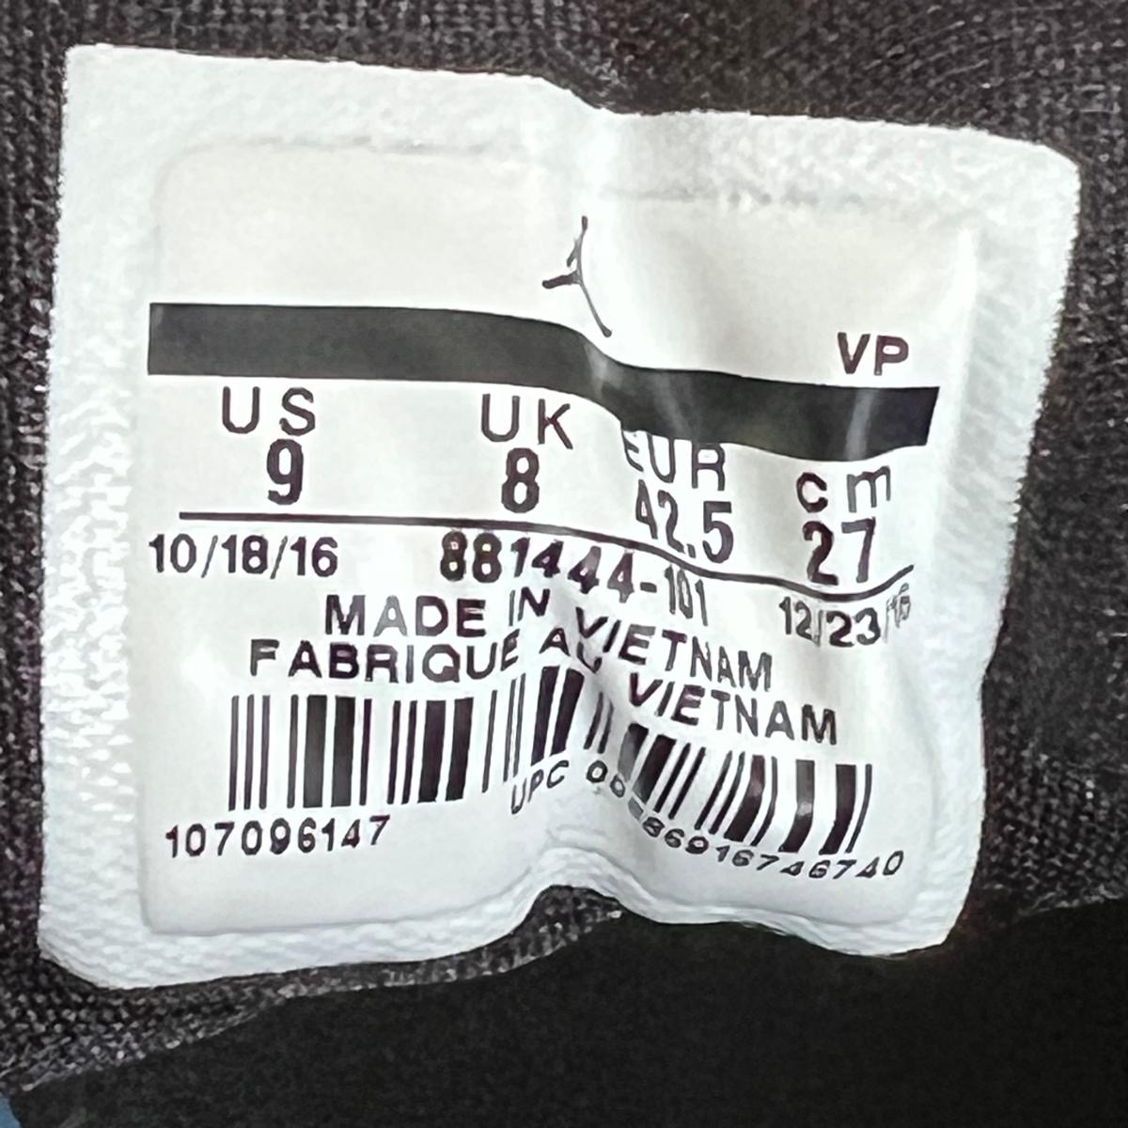 VP
US UK EUR cm
9 8 42.5 27
10/18/16 881444-101 12/23/16
MADE IN VIETNAM
FABRIQUE AU VIETNAM
107096147 UPC